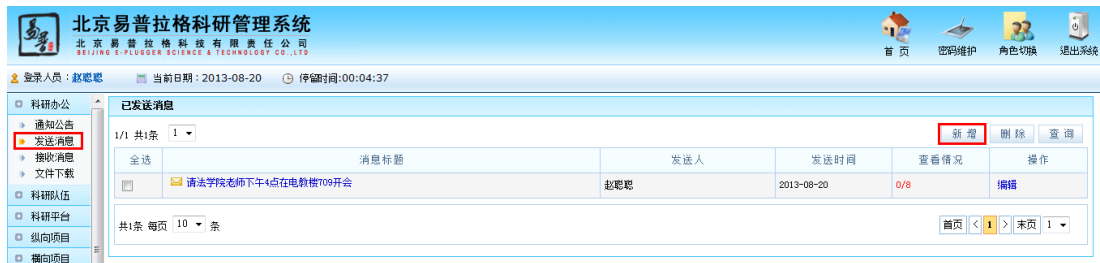 易普
北京易普拉格科研管理系统
北京易普拉格科技有限责任公司
BEIJING E-PLUGGER SCIENCE & TECHNOLOGY CO.,LTD
首页 密码维护 角色切换 退出系统
登录人员：赵聪聪 当前日期：2013-08-20 停留时间:00:04:37
科研办公
通知公告
发送消息
接收消息
文件下载
科研队伍
科研平台
纵向项目
横向项目
已发送消息
1/1 共1条 1 新增 删除 查询
全选 消息标题 发送人 发送时间 查看情况 操作
请法学院老师下午4点在电教楼709开会 赵聪聪 2013-08-20 0/8 编辑
共1条 每页 10 条 首页 < 1 > 末页 1